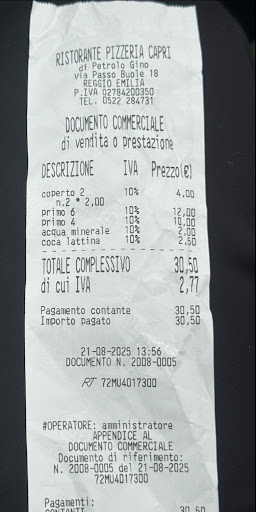 RISTORANTE PIZZERIA CAPRI
di Petrolo Gino
via Passo Buole 18
REGGIO EMILIA
P.IVA 02784200350
TEL. 0522 284731
DOCUMENTO COMMERCIALE
di vendita o prestazione
DESCRIZIONE IVA Prezzo(€)
coperto 2 10% 4,00
n.2 * 2,00
primo 6 10% 12,00
primo 4 10% 10,00
acqua minerale 10% 2,00
coca lattina 10% 2,50
TOTALE COMPLESSIVO 30,50
di cui IVA 2,77
Pagamento contante 30,50
Importo pagato 30,50
21-08-2025 13:56
DOCUMENTO N. 2008-0005
RT 72MU4017300
#OPERATORE: amministratore
APPENDICE AL
DOCUMENTO COMMERCIALE
Documento di riferimento:
N. 2008-0005 del 21-08-2025
72MU4017300
Pagamenti:
CONTANTI 30,50